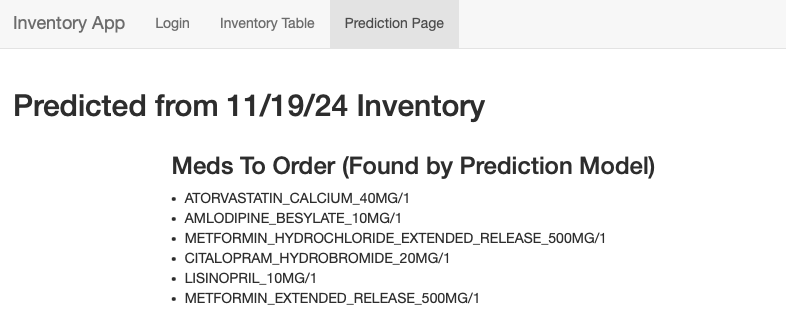 Inventory App Login Inventory Table Prediction Page
Predicted from 11/19/24 Inventory
Meds To Order (Found by Prediction Model)
• ATORVASTATIN_CALCIUM_40MG/1
• AMLODIPINE_BESYLATE_10MG/1
• METFORMIN_HYDROCHLORIDE_EXTENDED_RELEASE_500MG/1
• CITALOPRAM_HYDROBROMIDE_20MG/1
• LISINOPRIL_10MG/1
• METFORMIN_EXTENDED_RELEASE_500MG/1